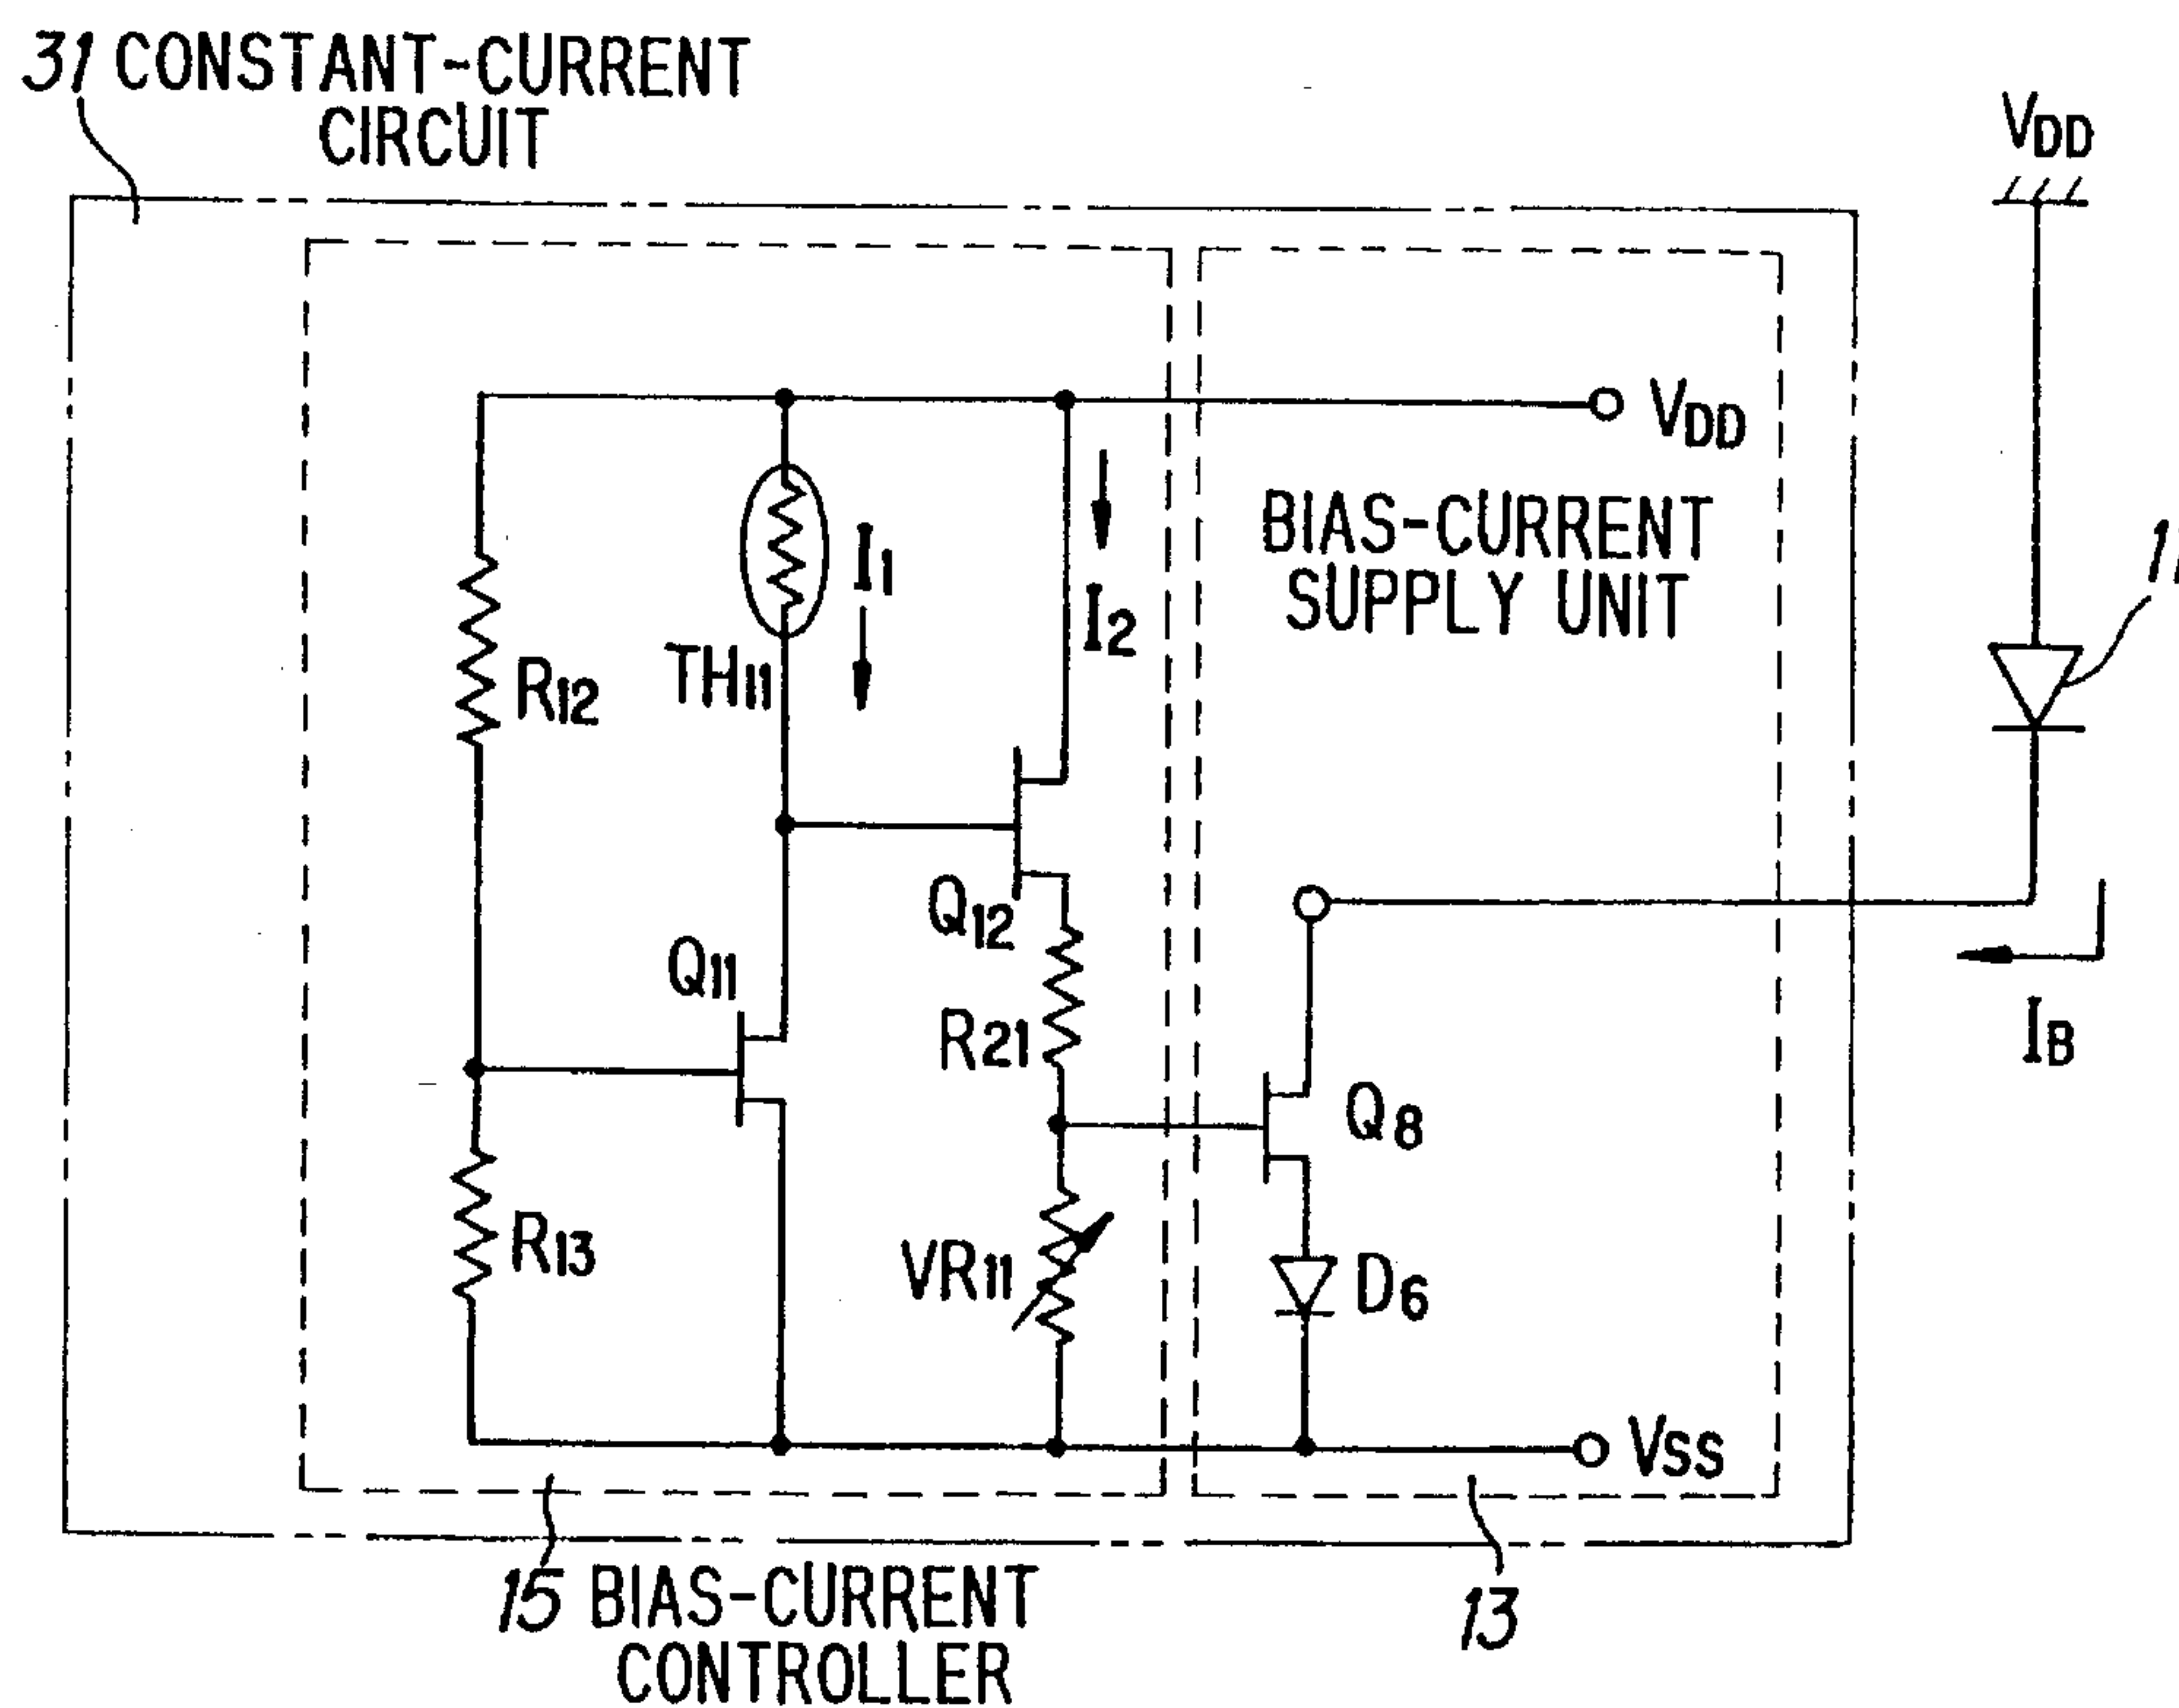 31 CONSTANT-CURRENT
CIRCUIT
VDD
VDD
BIAS-CURRENT
SUPPLY UNIT
11
I1
I2
R12
TH11
Q12
Q11
R21
IB
Q8
R13
VR11
D6
VSS
15 BIAS-CURRENT
CONTROLLER
13